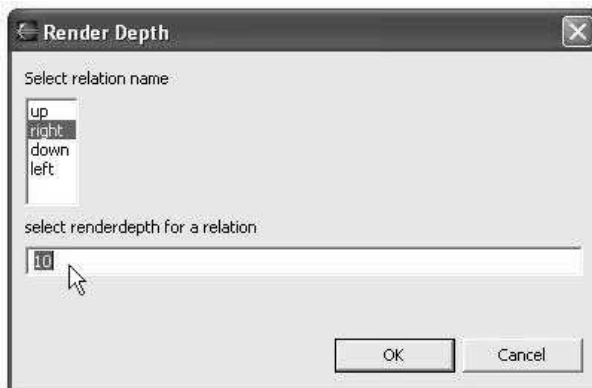 Render Depth
Select relation name
up
right
down
left
select renderdepth for a relation
10
OK Cancel